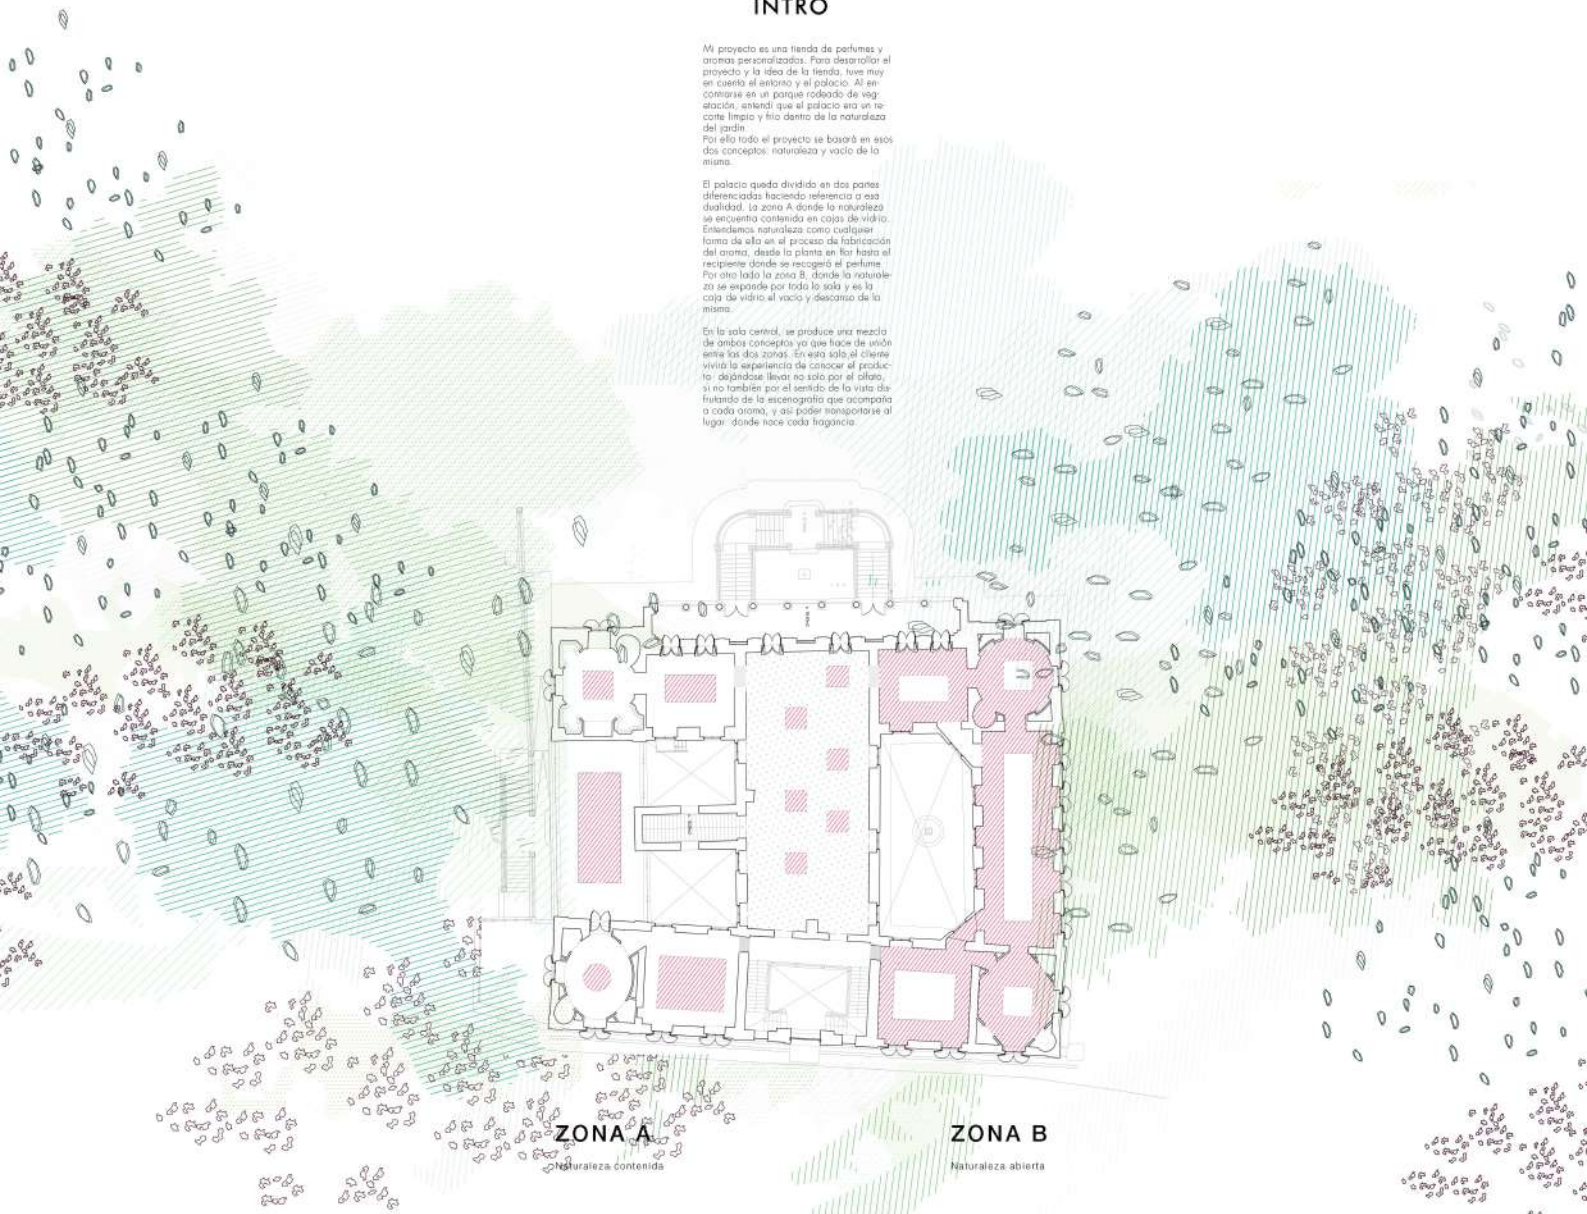 INTRO
Mi proyecto es una tienda de perfumes y
aromas personalizados. Para desarrollar el
proyecto y la idea de la tienda, tuve muy
en cuenta el entorno y el palacio. Al en-
contrarse en un parque rodeado de veg-
etación, entendí que el palacio era un re-
corte limpio y frio dentro de la naturaleza
del jardín.
Por ello todo el proyecto se basará en esos
dos conceptos: naturaleza y vacío de la
misma.
El palacio queda dividido en dos partes
diferenciadas haciendo referencia a esa
dualidad. La zona A donde la naturaleza
se encuentra contenida en cajas de vidrio.
Entendemos naturaleza como cualquier
forma de ella en el proceso de fabricación
del aroma, desde la planta en flor hasta el
recipiente donde se recogerá el perfume.
Por otro lado la zona B, donde la naturale-
za se expande por toda la sala y es la
caja de vidrio el vacío y descanso de la
misma.
En la sala central, se produce una mezcla
de ambos conceptos ya que hace de unión
entre las dos zonas. En esta sala,el cliente
vivirá la experiencia de conocer el produc-
to dejándose llevar no solo por el olfato,
si no también por el sentido de la vista dis-
frutando de la escenografía que acompaña
a cada aroma, y así poder transportarse al
lugar donde nace cada fragancia.
ZONA A
Naturaleza contenida
ZONA B
Naturaleza abierta